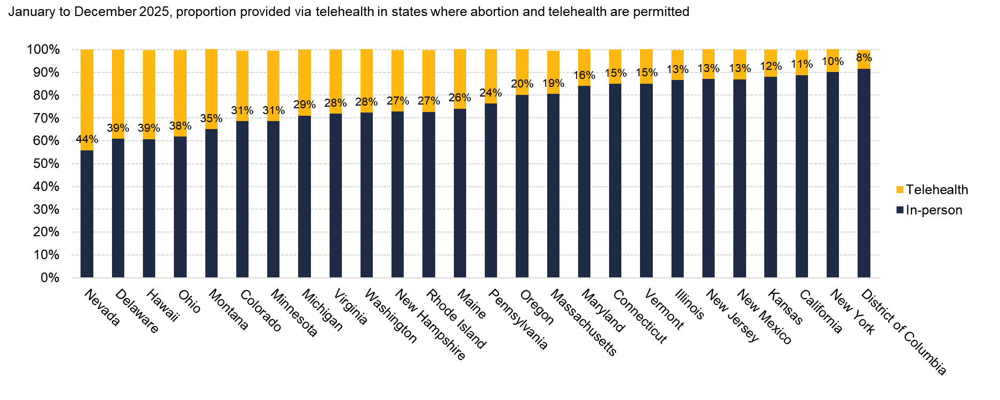 January to December 2025, proportion provided via telehealth in states where abortion and telehealth are permitted
100%
90%
80%
70%
60%
50%
40%
30%
20%
10%
0%
44%
39%
39%
38%
35%
31%
31%
29%
28%
28%
27%
27%
26%
24%
20%
19%
16%
15%
15%
13%
13%
13%
12%
11%
10%
8%
Nevada
Delaware
Hawaii
Ohio
Montana
Colorado
Minnesota
Michigan
Virginia
Washington
New Hampshire
Rhode Island
Maine
Pennsylvania
Oregon
Massachusetts
Maryland
Connecticut
Vermont
Illinois
New Jersey
New Mexico
Kansas
California
New York
District of Columbia
Telehealth
In-person